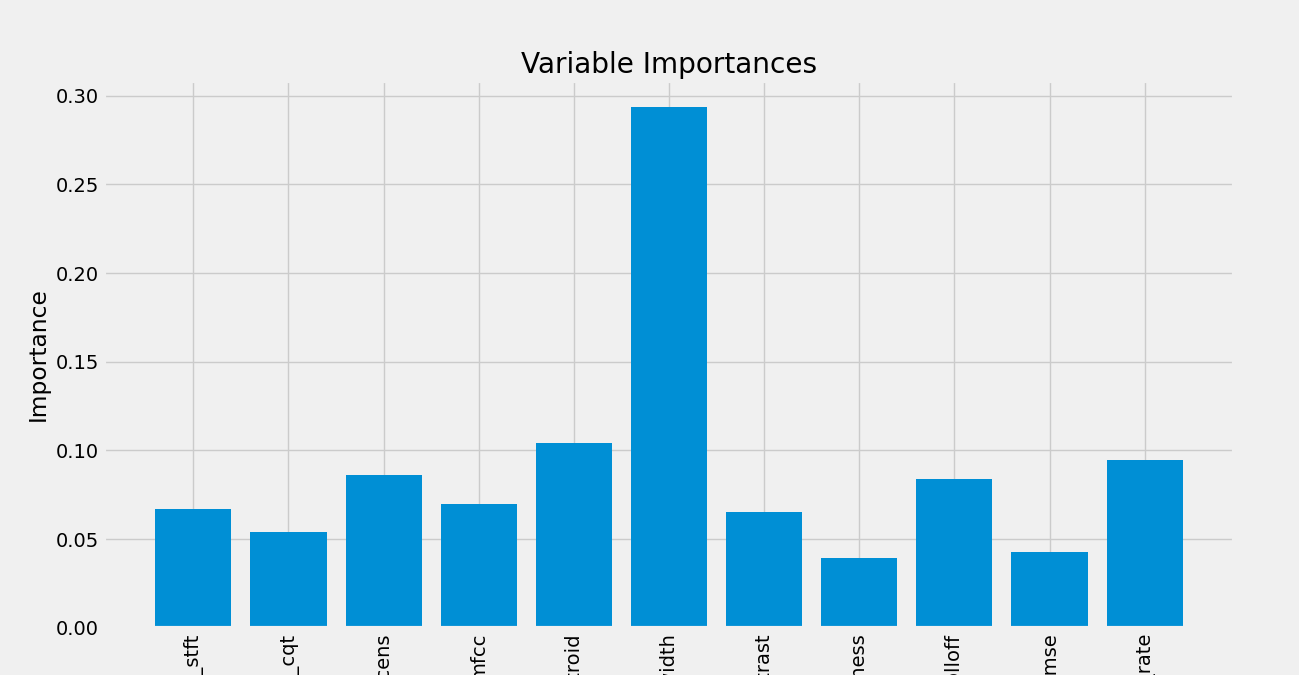 Variable Importances
Importance
0.30
0.25
0.20
0.15
0.10
0.05
0.00
_stft
_cqt
cens
mfcc
troid
width
trast
ness
olloff
mse
rate